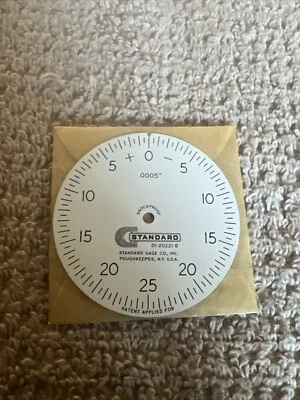 5 + 0 - 5
.0005"
10 10
SHOCKPROOF
STANDARD
15 15
01-20221-B
STANDARD GAGE CO., INC.
POUGHKEEPSIE, N.Y. U.S.A.
20 20
25
PATENT APPLIED FOR